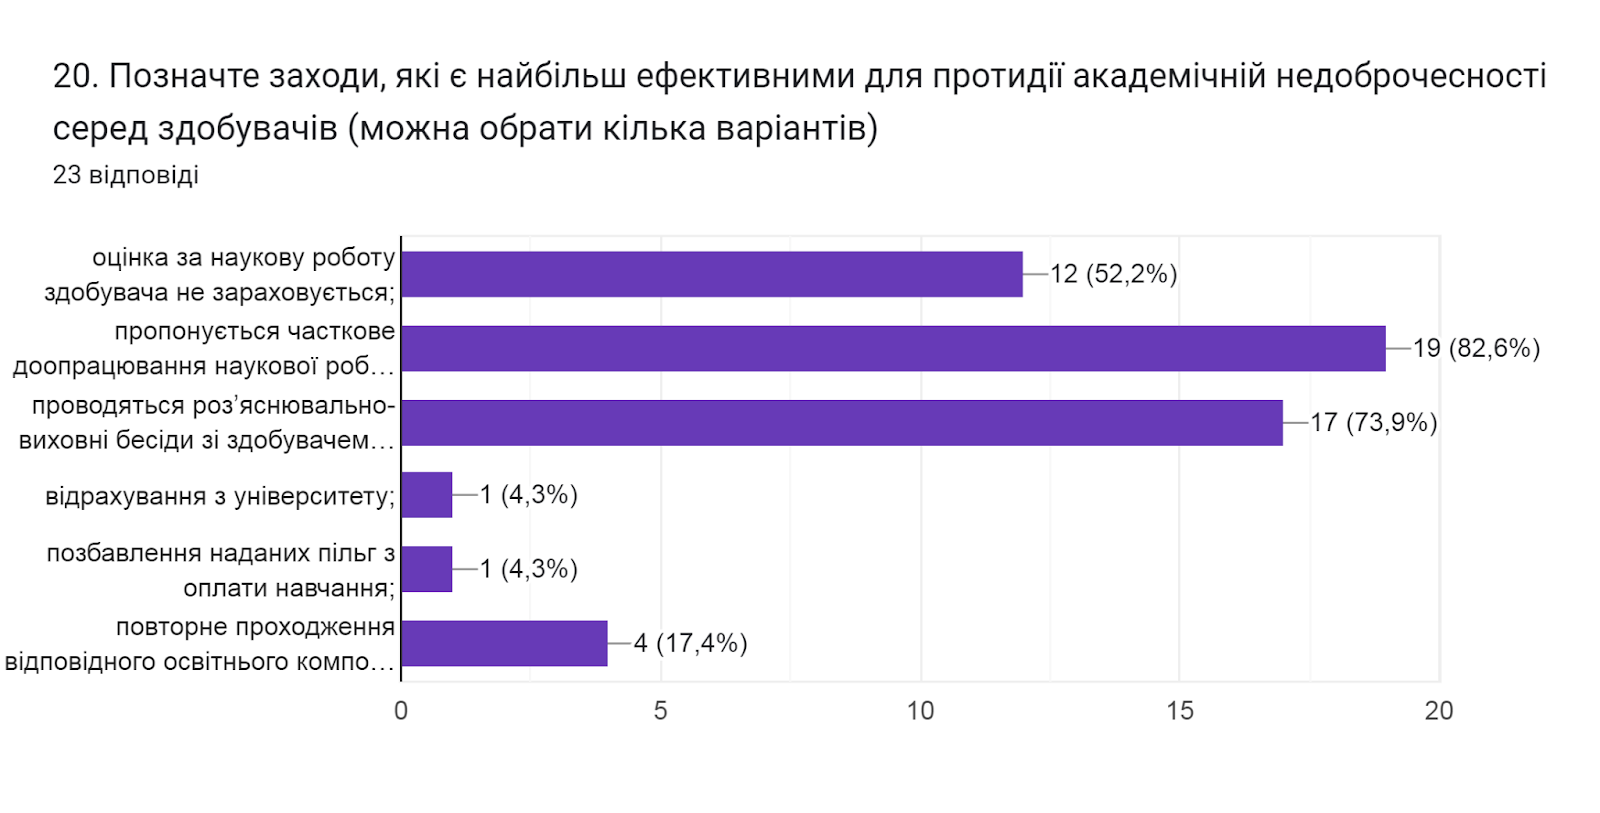 20. Позначте заходи, які є найбільш ефективними для протидії академічній недоброчесності
серед здобувачів (можна обрати кілька варіантів)
23 відповіді
оцінка за наукову роботу
здобувача не зараховується;
12 (52,2%)
пропонується часткове
доопрацювання наукової роб…
19 (82,6%)
проводяться роз’яснювально-
виховні бесіди зі здобувачем…
17 (73,9%)
відрахування з університету;
1 (4,3%)
позбавлення наданих пільг з
оплати навчання;
1 (4,3%)
повторне проходження
відповідного освітнього компо…
4 (17,4%)
0 5 10 15 20